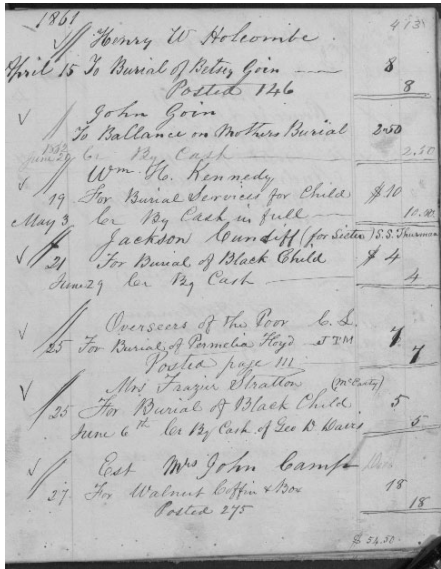 1861
413
Henry W Holcombe
April 15 To Burial of Betsey Goin 8
Posted 146 8
John Goin
To Ballance on Mothers Burial 2.50
June 29 Cr By Cash 2.50
Wm. H. Kennedy
19 For Burial Services for Child $10
May 3 Cr By Cash in full 10.00
Jackson Cundiff (for Sister) S.S. Thurman
21 For Burial of Black Child $4
June 29 Cr By Cash 4
Overseers of the Poor C. L.
25 For Burial of Permelia Floyd JTM 7
Posted page 111 7
Mrs Frazier Stratton (McCarty)
25 For Burial of Black Child 5
June 6th Cr By Cash of Geo D Davis 5
Est Mrs John Camp
27 For Walnut Coffin & Box 18
Posted 275 18
$ 54.50